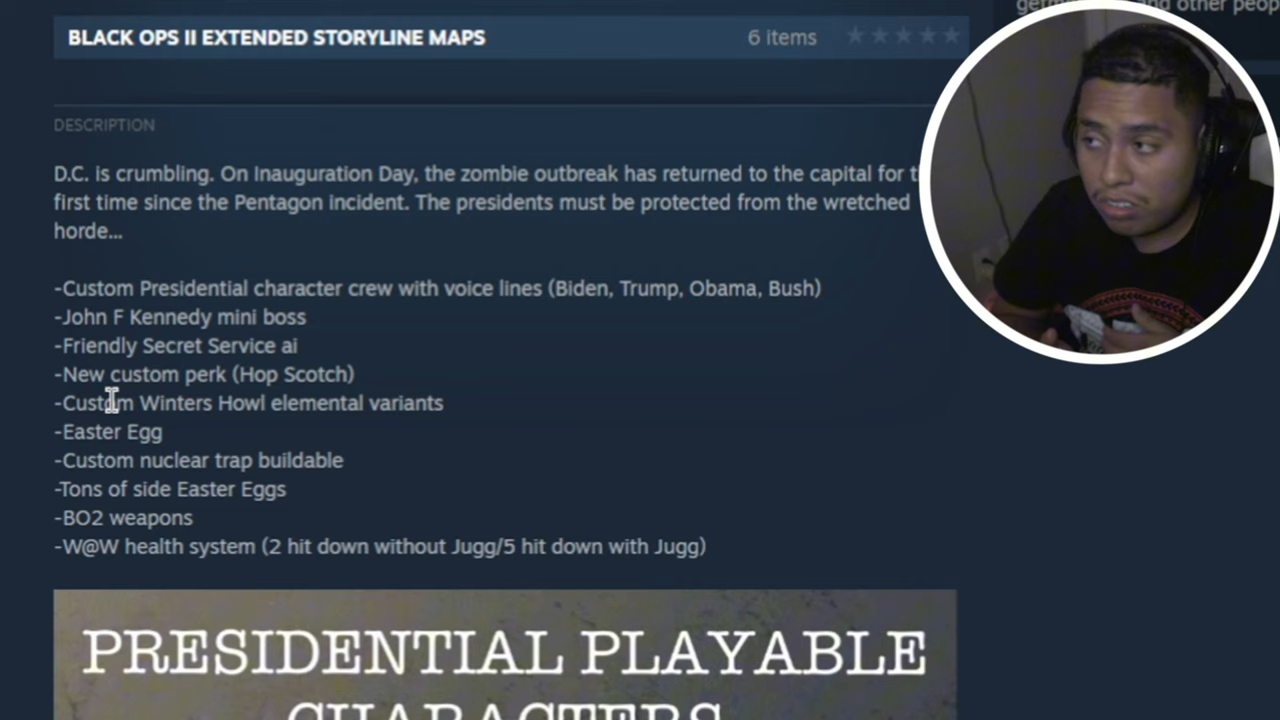 and other peop
BLACK OPS II EXTENDED STORYLINE MAPS 6 items
DESCRIPTION
D.C. is crumbling. On Inauguration Day, the zombie outbreak has returned to the capital for
first time since the Pentagon incident. The presidents must be protected from the wretched
horde...
-Custom Presidential character crew with voice lines (Biden, Trump, Obama, Bush)
-John F Kennedy mini boss
-Friendly Secret Service ai
-New custom perk (Hop Scotch)
-Custom Winters Howl elemental variants
-Easter Egg
-Custom nuclear trap buildable
-Tons of side Easter Eggs
-BO2 weapons
-W@W health system (2 hit down without Jugg/5 hit down with Jugg)
PRESIDENTIAL PLAYABLE
CHARACTERS